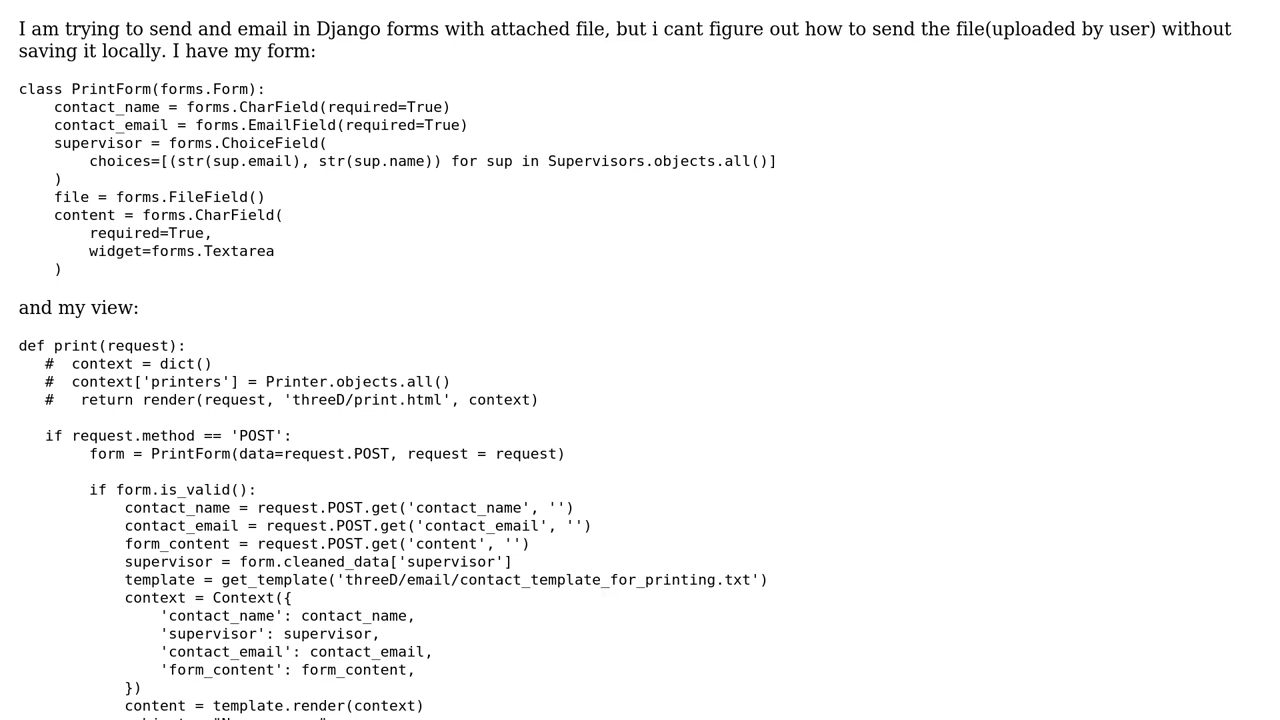 I am trying to send and email in Django forms with attached file, but i cant figure out how to send the file(uploaded by user) without
saving it locally. I have my form:
class PrintForm(forms.Form):
    contact_name = forms.CharField(required=True)
    contact_email = forms.EmailField(required=True)
    supervisor = forms.ChoiceField(
        choices=[(str(sup.email), str(sup.name)) for sup in Supervisors.objects.all()]
    )
    file = forms.FileField()
    content = forms.CharField(
        required=True,
        widget=forms.Textarea
    )
and my view:
def print(request):
   #  context = dict()
   #  context['printers'] = Printer.objects.all()
   #   return render(request, 'threeD/print.html', context)
   if request.method == 'POST':
        form = PrintForm(data=request.POST, request = request)
        if form.is_valid():
            contact_name = request.POST.get('contact_name', '')
            contact_email = request.POST.get('contact_email', '')
            form_content = request.POST.get('content', '')
            supervisor = form.cleaned_data['supervisor']
            template = get_template('threeD/email/contact_template_for_printing.txt')
            context = Context({
                'contact_name': contact_name,
                'supervisor': supervisor,
                'contact_email': contact_email,
                'form_content': form_content,
            })
            content = template.render(context)